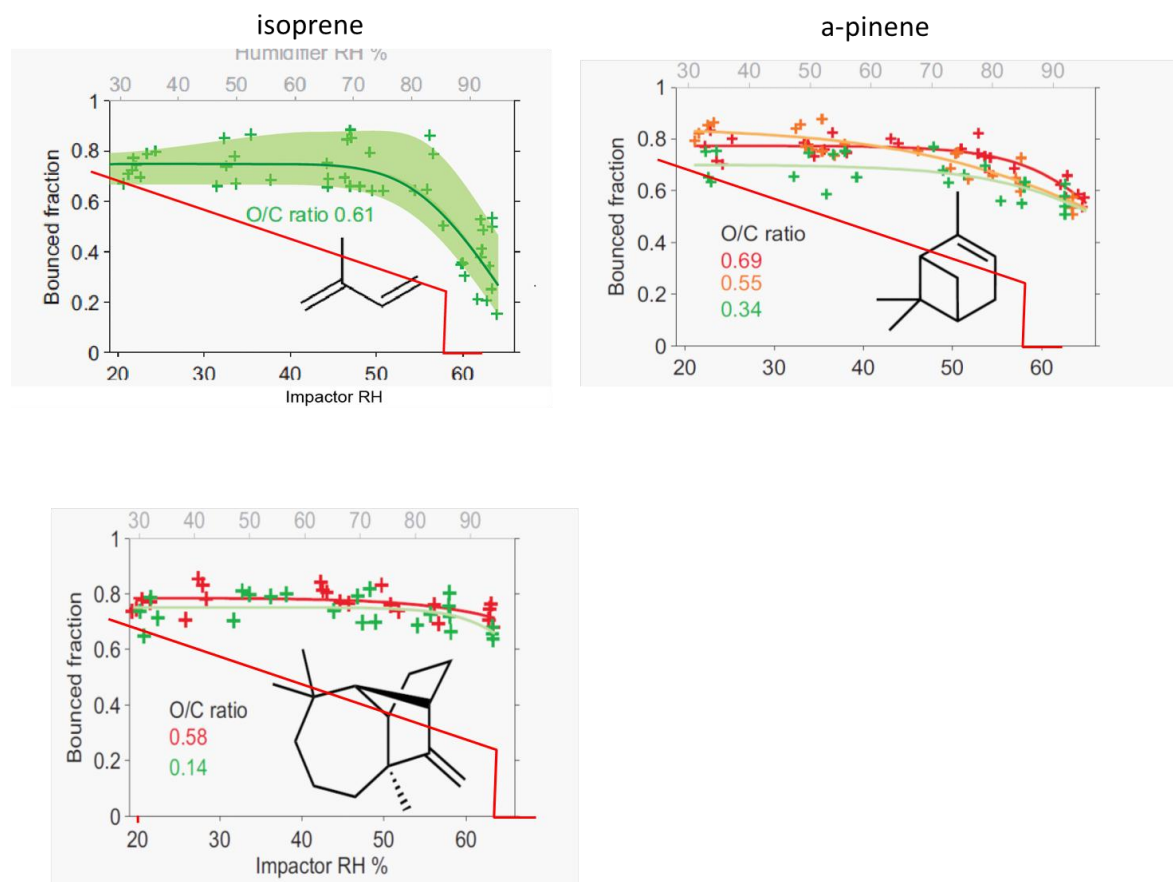 isoprene
Humidifier RH %
30 40 50 60 70 80 90
1
0.8
0.6
0.4
0.2
0
Bounced fraction
O/C ratio 0.61
20 30 40 50 60
Impactor RH
a-pinene
30 40 50 60 70 80 90
1
0.8
0.6
0.4
0.2
0
Bounced fraction
O/C ratio
0.69
0.55
0.34
20 30 40 50 60
30 40 50 60 70 80 90
1
0.8
0.6
0.4
0.2
0
Bounced fraction
O/C ratio
0.58
0.14
20 30 40 50 60
Impactor RH %